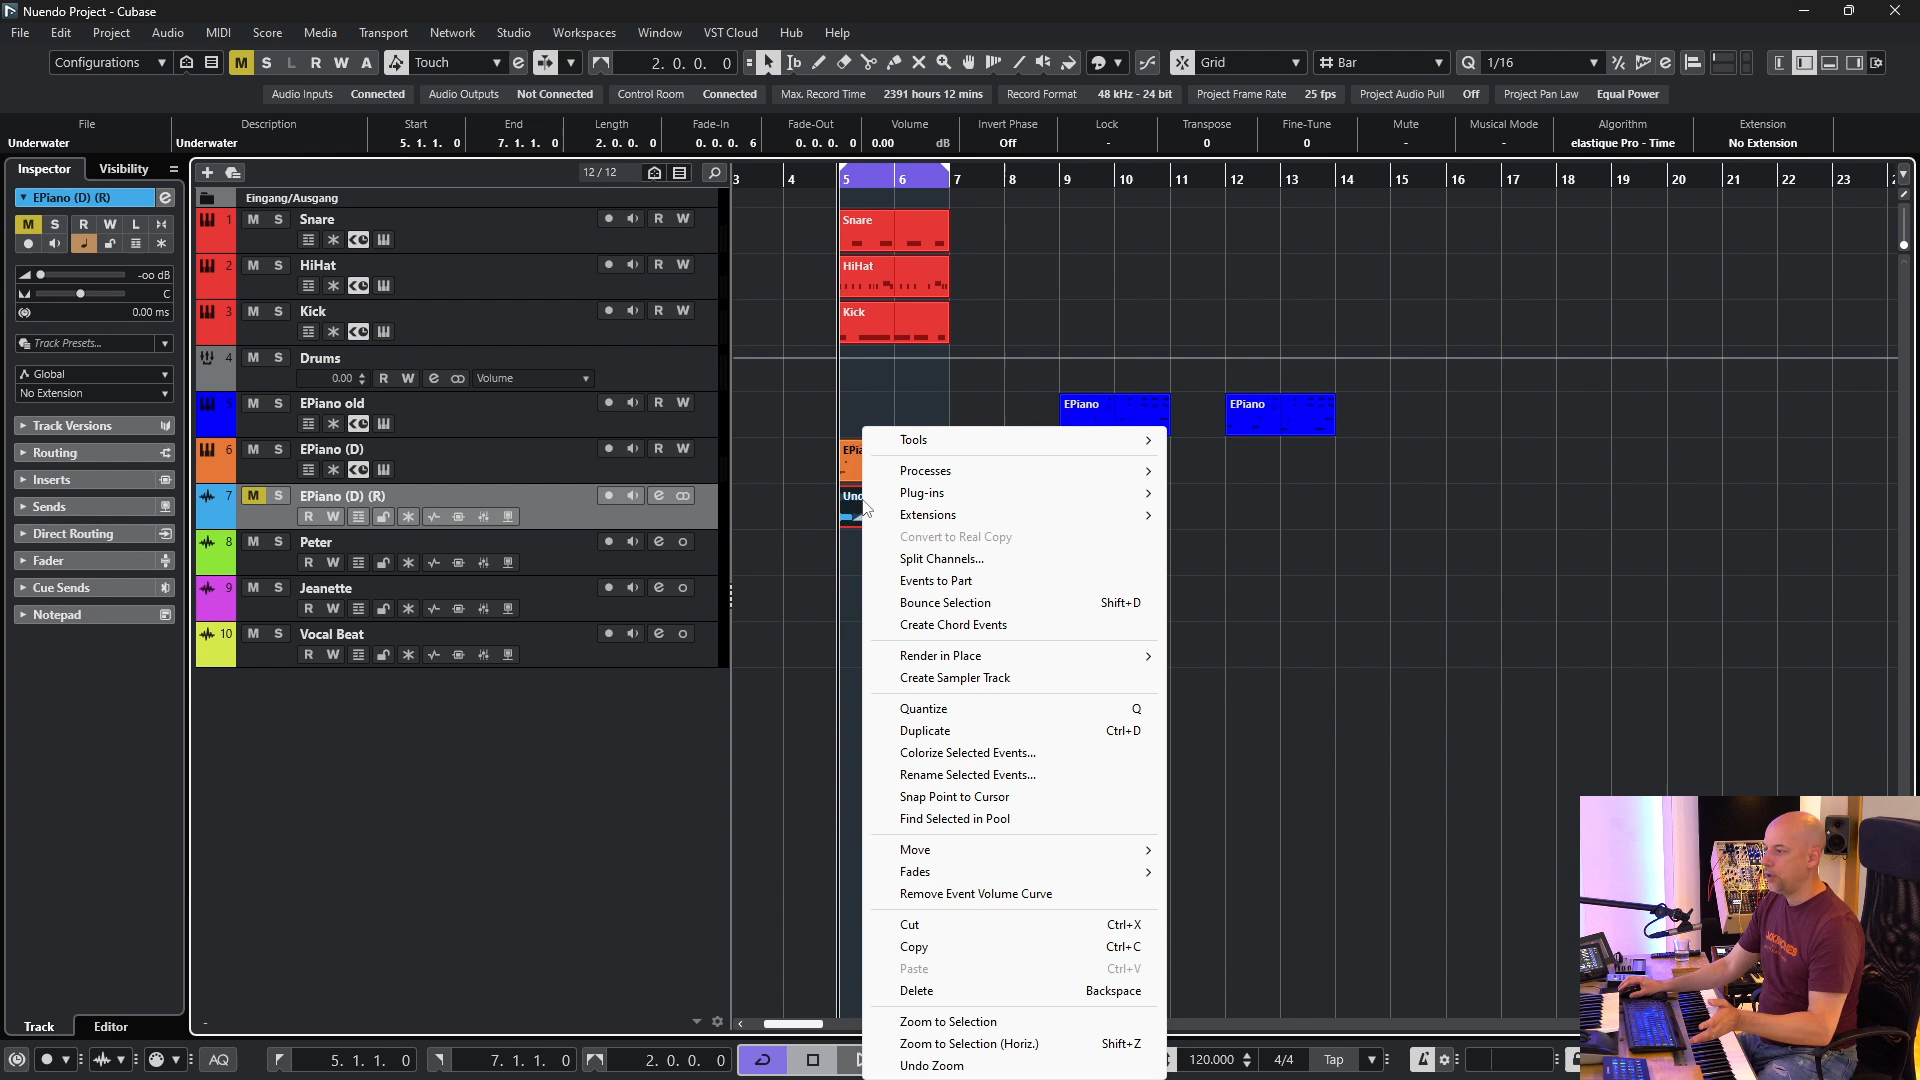 Nuendo Project - Cubase
File Edit Project Audio MIDI Score Media Transport Network Studio Workspaces Window VST Cloud Hub Help
Configurations M S L R W A Touch 2. 0. 0. 0 Grid Bar 1/16
Audio Inputs Connected Audio Outputs Not Connected Control Room Connected Max. Record Time 2391 hours 12 mins Record Format 48 kHz - 24 bit Project Frame Rate 25 fps Project Audio Pull Off Project Pan Law Equal Power
File Description Start End Length Fade-In Fade-Out Volume Invert Phase Lock Transpose Fine-Tune Mute Musical Mode Algorithm Extension
Underwater Underwater 5. 1. 1. 0 7. 1. 1. 0 2. 0. 0. 0 0. 0. 0. 6 0. 0. 0. 0 0.00 dB Off - 0 0 - - elastique Pro - Time No Extension
Inspector Visibility
12 / 12
3 4 5 6 7 8 9 10 11 12 13 14 15 16 17 18 19 20 21 22 23
EPiano (D) (R)
M S R W L
-oo dB
C
0.00 ms
Track Presets...
Global
No Extension
Track Versions
Routing
Inserts
Sends
Direct Routing
Fader
Cue Sends
Notepad
Track Editor
Eingang/Ausgang
1 M S Snare R W
2 M S HiHat R W
3 M S Kick R W
4 M S Drums
0.00 R W Volume
5 M S EPiano old R W
6 M S EPiano (D) R W
7 M S EPiano (D) (R)
R W
8 M S Peter
R W
9 M S Jeanette
R W
10 M S Vocal Beat
R W
Snare
HiHat
Kick
EPiano EPiano
EPia
Und
Tools
Processes
Plug-ins
Extensions
Convert to Real Copy
Split Channels...
Events to Part
Bounce Selection Shift+D
Create Chord Events
Render in Place
Create Sampler Track
Quantize Q
Duplicate Ctrl+D
Colorize Selected Events...
Rename Selected Events...
Snap Point to Cursor
Find Selected in Pool
Move
Fades
Remove Event Volume Curve
Cut Ctrl+X
Copy Ctrl+C
Paste Ctrl+V
Delete Backspace
Zoom to Selection
Zoom to Selection (Horiz.) Shift+Z
Undo Zoom
AQ 5. 1. 1. 0 7. 1. 1. 0 2. 0. 0. 0 120.000 4/4 Tap